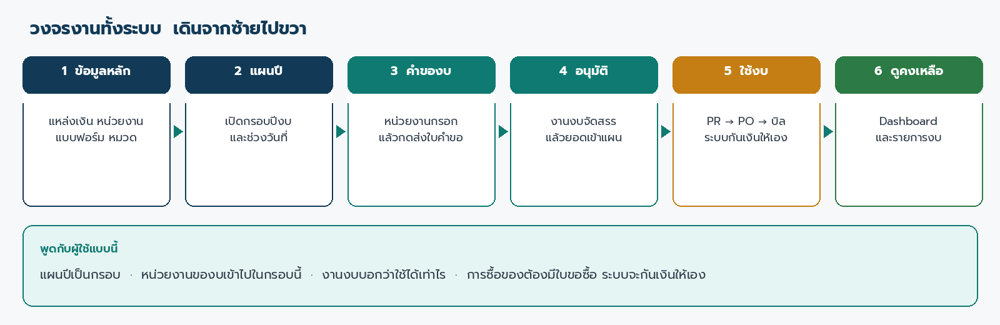 วงจรงานทั้งระบบ เดินจากซ้ายไปขวา
1 ข้อมูลหลัก
2 แผนปี
3 คำของบ
4 อนุมัติ
5 ใช้งบ
6 ดูคงเหลือ
แหล่งเงิน หน่วยงาน
แบบฟอร์ม หมวด
เปิดกรอบปีงบ
และช่วงวันที่
หน่วยงานกรอก
แล้วกดส่งใบคำขอ
งานงบจัดสรร
แล้วยอดเข้าแผน
PR → PO → บิล
ระบบกันเงินให้เอง
Dashboard
และรายการงบ
พูดกับผู้ใช้แบบนี้
แผนปีเป็นกรอบ · หน่วยงานของบเข้าไปในกรอบนี้ · งานงบบอกว่าใช้ได้เท่าไร · การซื้อของต้องมีใบขอซื้อ ระบบจะกันเงินให้เอง